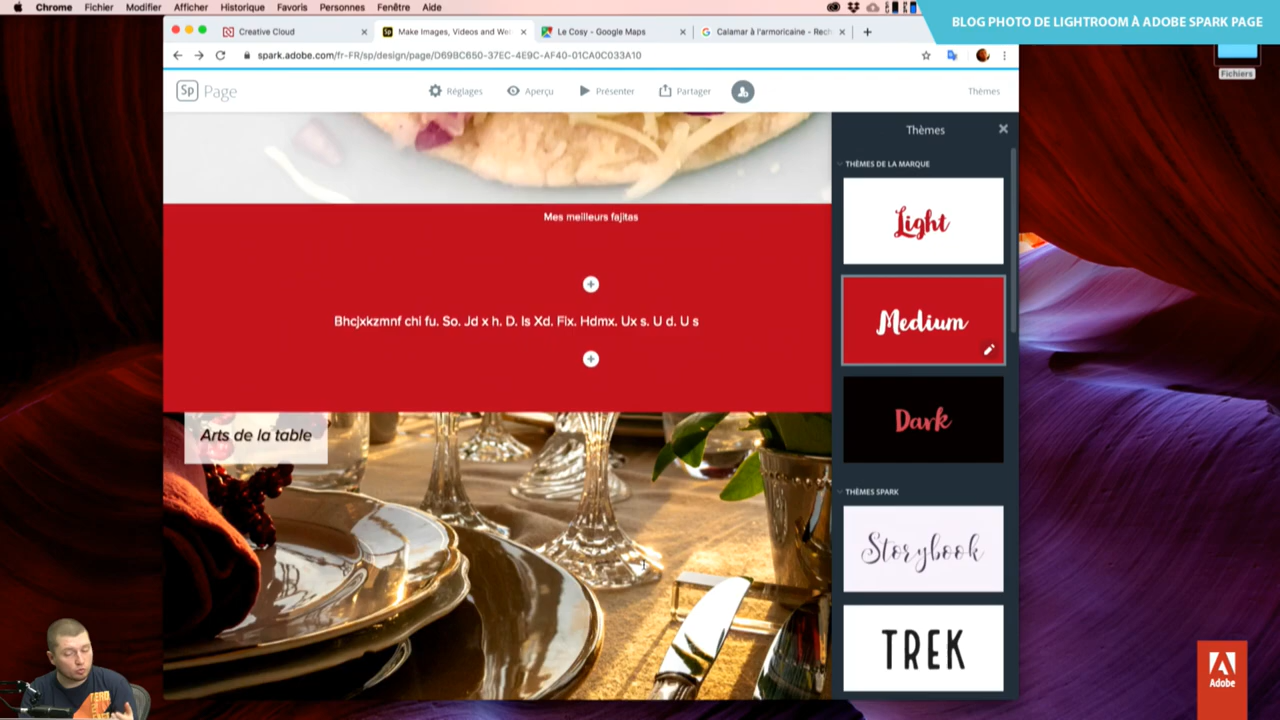 Chrome Fichier Modifier Afficher Historique Favoris Personnes Fenêtre Aide
BLOG PHOTO DE LIGHTROOM À ADOBE SPARK PAGE
Creative Cloud
Make Images, Videos and We
Le Cosy - Google Maps
Calamar à l'armoricaine - Rech
spark.adobe.com/fr-FR/sp/design/page/D69BC650-37EC-4E9C-AF40-01CA0C033A10
Fichiers
Sp Page
Réglages
Aperçu
Présenter
Partager
Thèmes
Thèmes
THÈMES DE LA MARQUE
Light
Mes meilleurs fajitas
Medium
Bhcjxkzmnf chi fu. So. Jd x h. D. Is Xd. Fix. Hdmx. Ux s. U d. U s
Dark
Arts de la table
THÈMES SPARK
Storybook
TREK
Adobe